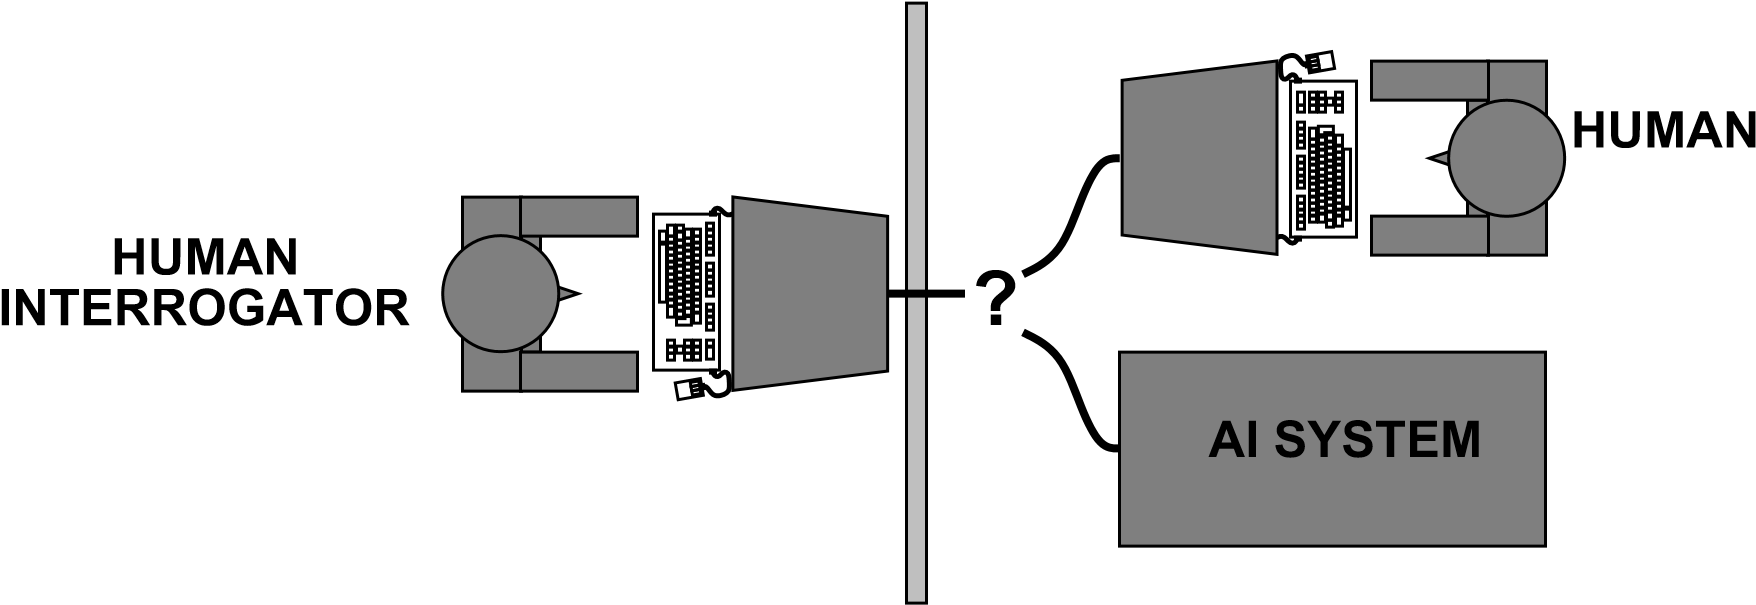 HUMAN
INTERROGATOR
?
HUMAN
AI SYSTEM